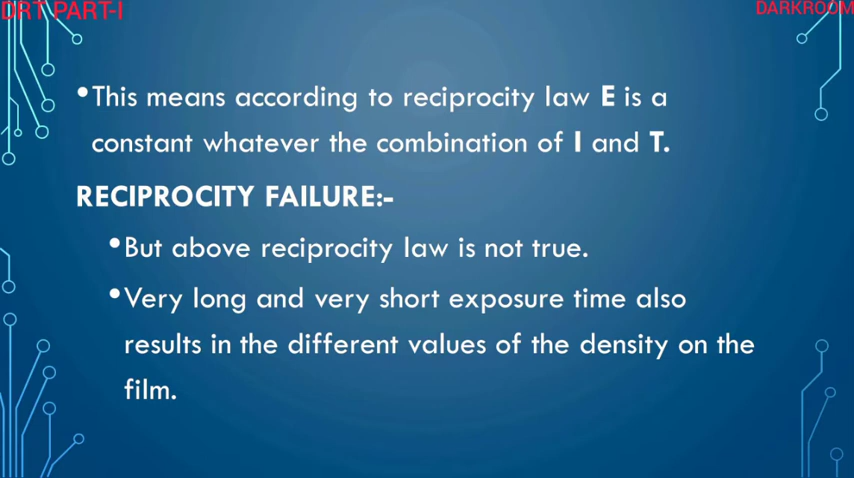 DRT PART-I
DARKROOM
•This means according to reciprocity law E is a
constant whatever the combination of I and T.
RECIPROCITY FAILURE:-
•But above reciprocity law is not true.
•Very long and very short exposure time also
results in the different values of the density on the
film.